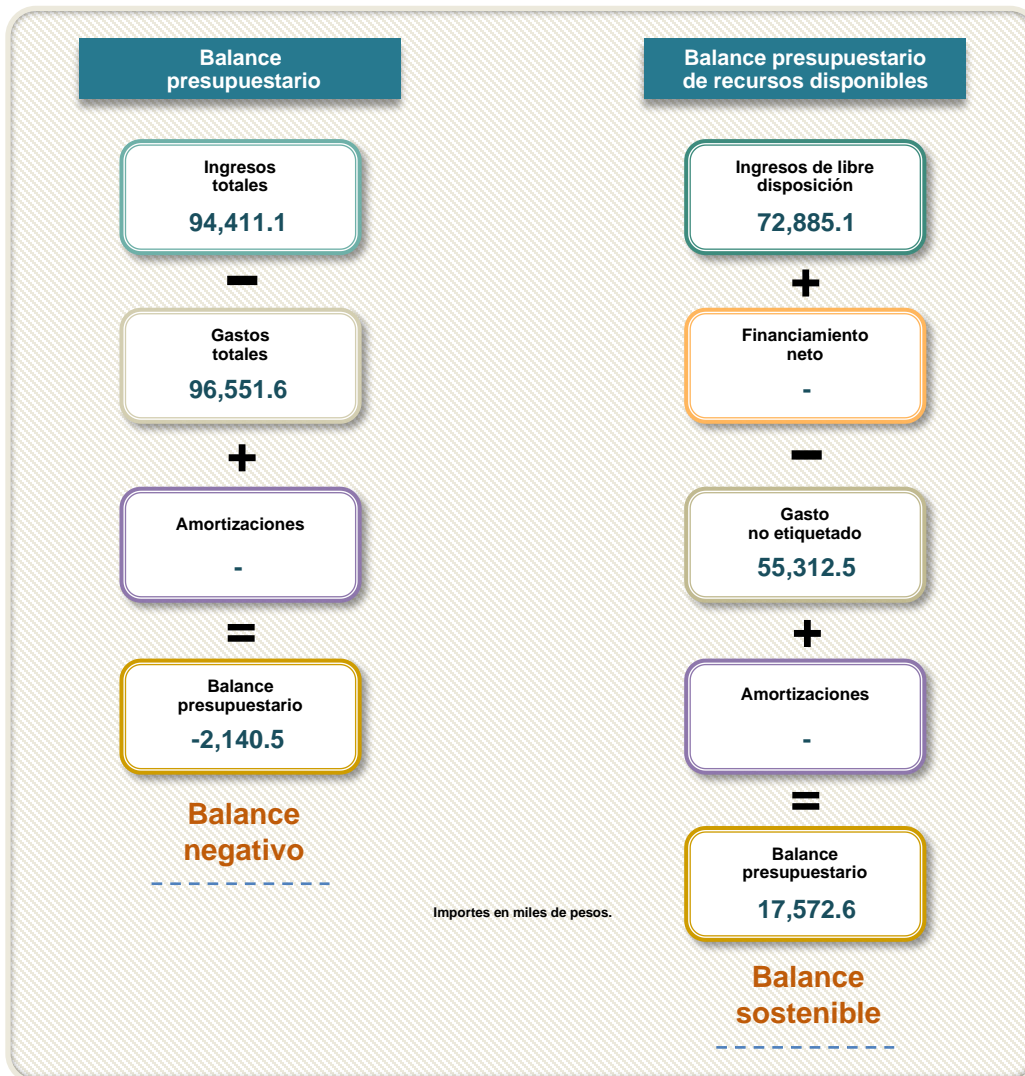 Balance
presupuestario
Ingresos
totales
94,411.1
−
Gastos
totales
96,551.6
+
Amortizaciones
-
=
Balance
presupuestario
-2,140.5
Balance
negativo
Balance presupuestario
de recursos disponibles
Ingresos de libre
disposición
72,885.1
+
Financiamiento
neto
-
−
Gasto
no etiquetado
55,312.5
+
Amortizaciones
-
=
Balance
presupuestario
17,572.6
Balance
sostenible
Importes en miles de pesos.